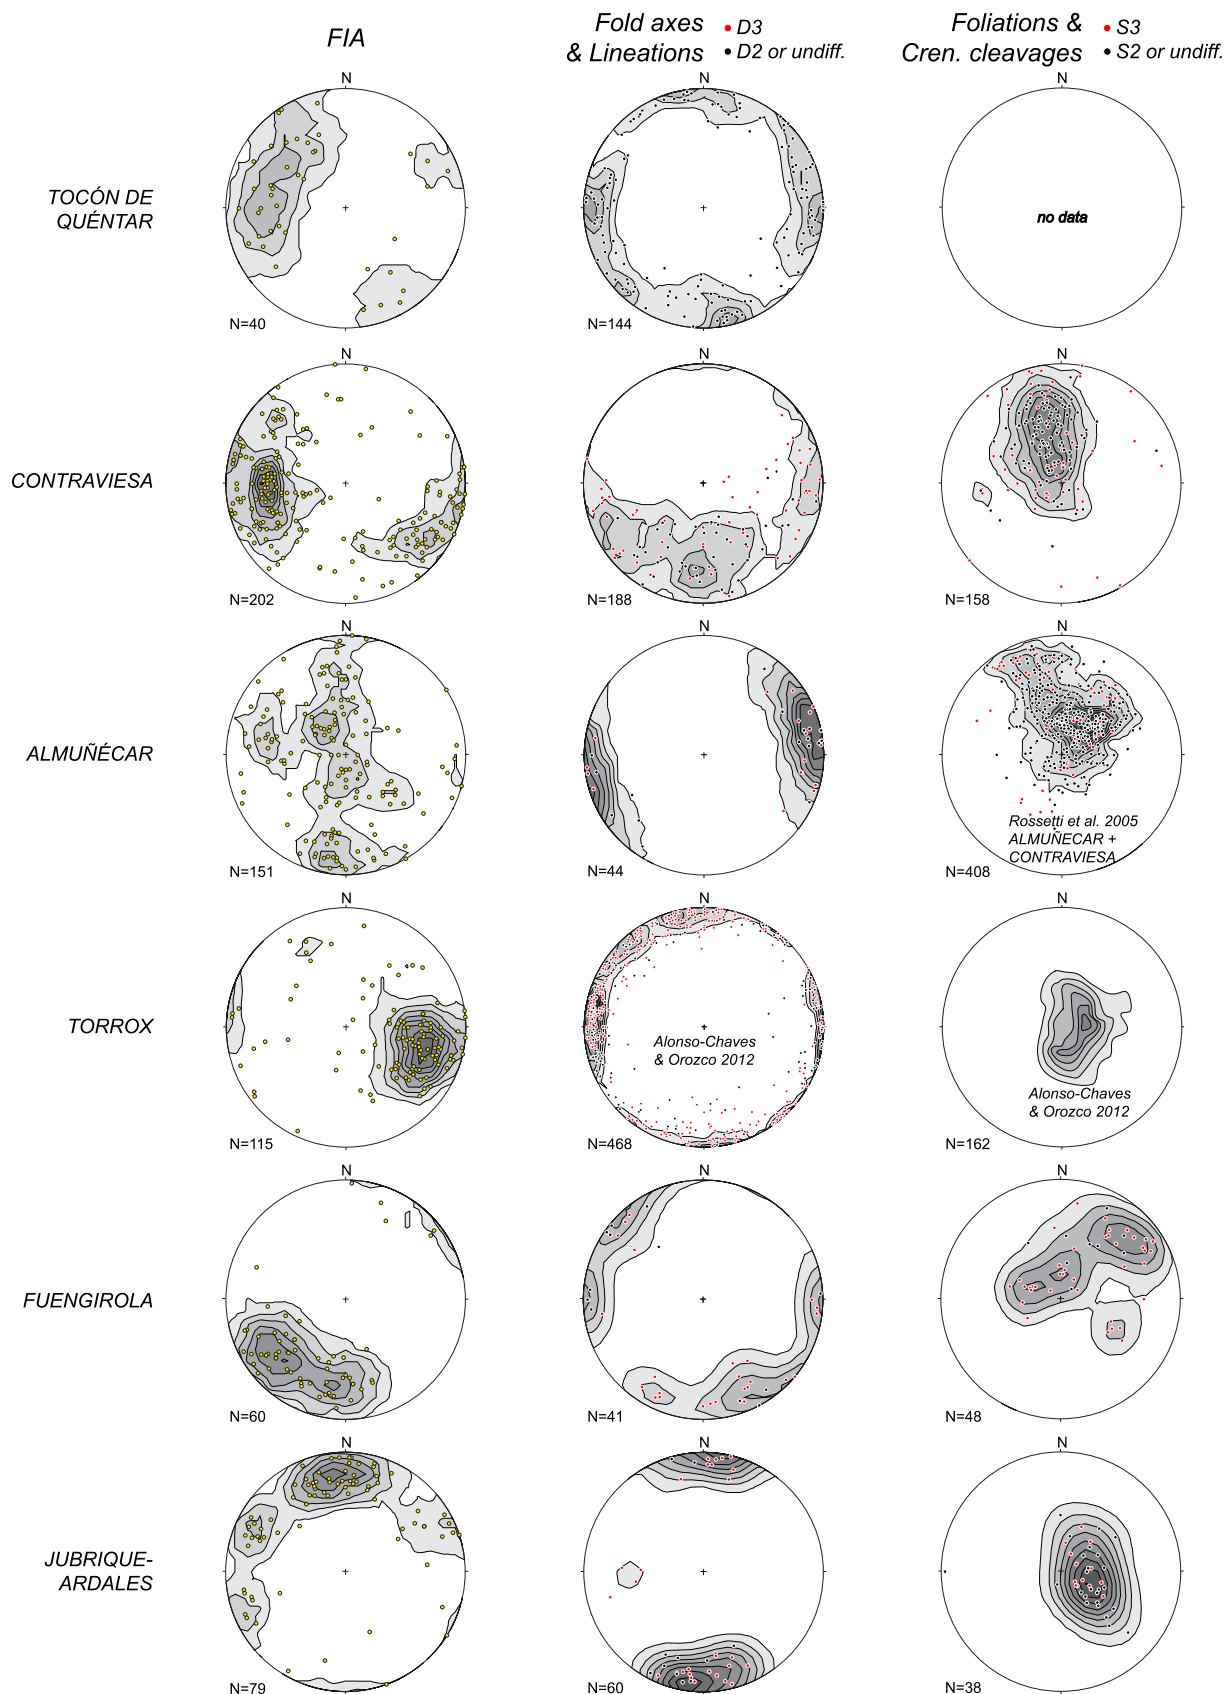 FIA
Fold axes
& Lineations
• D3
• D2 or undiff.
Foliations &
Cren. cleavages
• S3
• S2 or undiff.
TOCÓN DE
QUÉNTAR
N
N=40
N
N=144
N
no data
CONTRAVIESA
N
N=202
N
N=188
N
N=158
ALMUÑÉCAR
N
N=151
N
N=44
N
Rossetti et al. 2005
ALMUÑECAR +
CONTRAVIESA
N=408
TORROX
N
N=115
N
Alonso-Chaves
& Orozco 2012
N=468
N
Alonso-Chaves
& Orozco 2012
N=162
FUENGIROLA
N
N=60
N
N=41
N
N=48
JUBRIQUE-
ARDALES
N
N=79
N
N=60
N
N=38